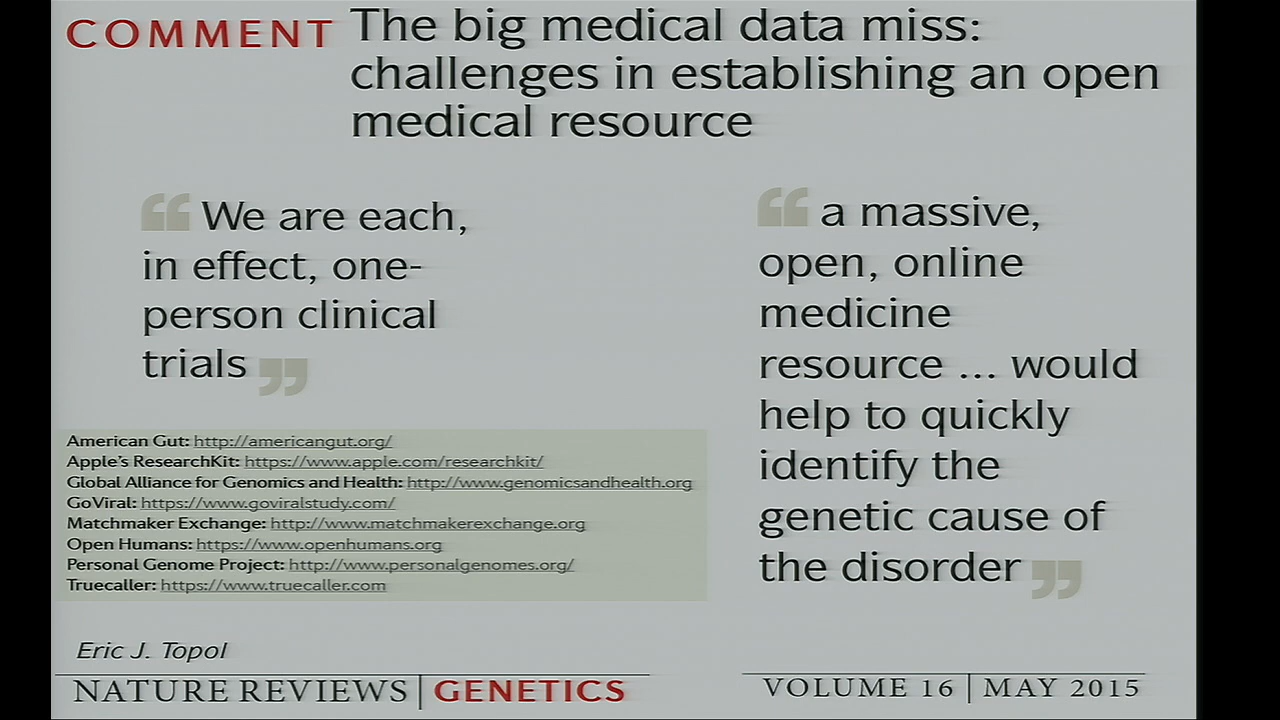 COMMENT
The big medical data miss:
challenges in establishing an open
medical resource
“ We are each,
in effect, one-
person clinical
trials ”
“ a massive,
open, online
medicine
resource ... would
help to quickly
identify the
genetic cause of
the disorder ”
American Gut: http://americangut.org/
Apple’s ResearchKit: https://www.apple.com/researchkit/
Global Alliance for Genomics and Health: http://www.genomicsandhealth.org
GoViral: https://www.goviralstudy.com/
Matchmaker Exchange: http://www.matchmakerexchange.org
Open Humans: https://www.openhumans.org
Personal Genome Project: http://www.personalgenomes.org/
Truecaller: https://www.truecaller.com
Eric J. Topol
NATURE REVIEWS | GENETICS
VOLUME 16 | MAY 2015